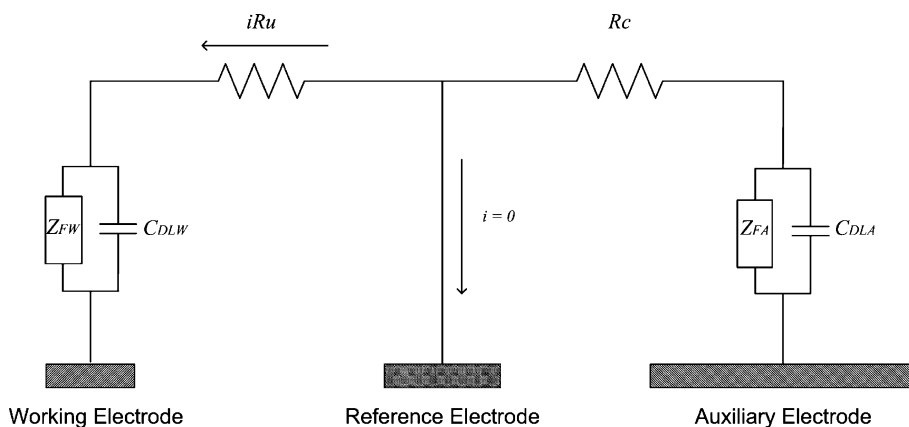 iRu
Rc
i = 0
ZFW
CDLW
ZFA
CDLA
Working Electrode
Reference Electrode
Auxiliary Electrode